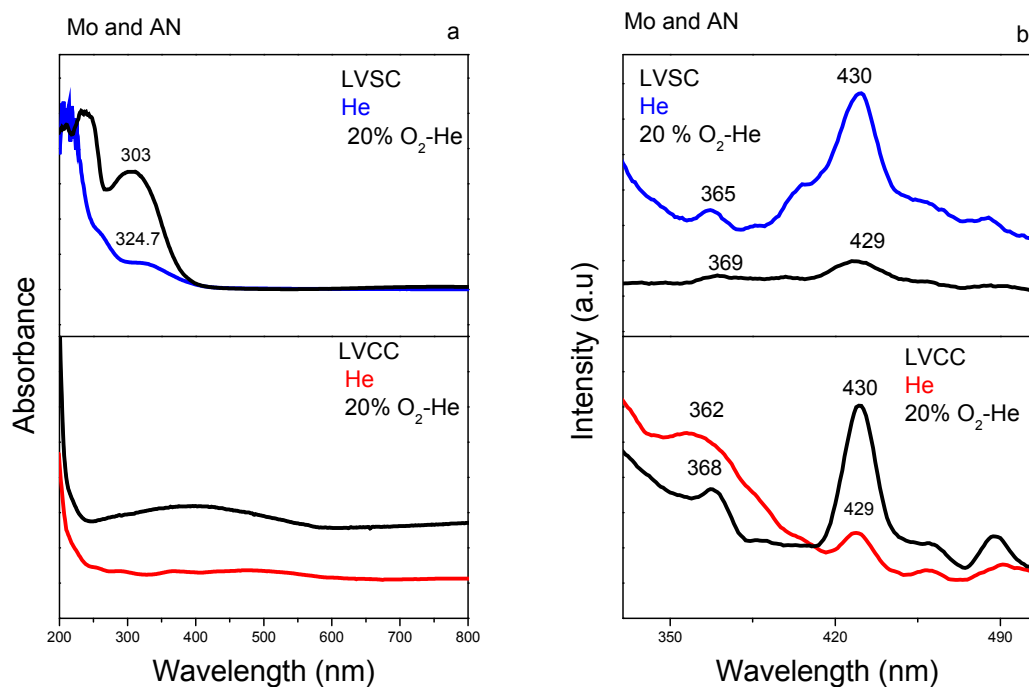 Mo and AN
a
LVSC
He
20% O₂-He
303
324.7
LVCC
He
20% O₂-He
Absorbance
200 300 400 500 600 700 800
Wavelength (nm)
Mo and AN
b
LVSC
He
20 % O₂-He
430
365
429
369
LVCC
He
20% O₂-He
430
362
368
429
Intensity (a.u)
350 420 490
Wavelength (nm)